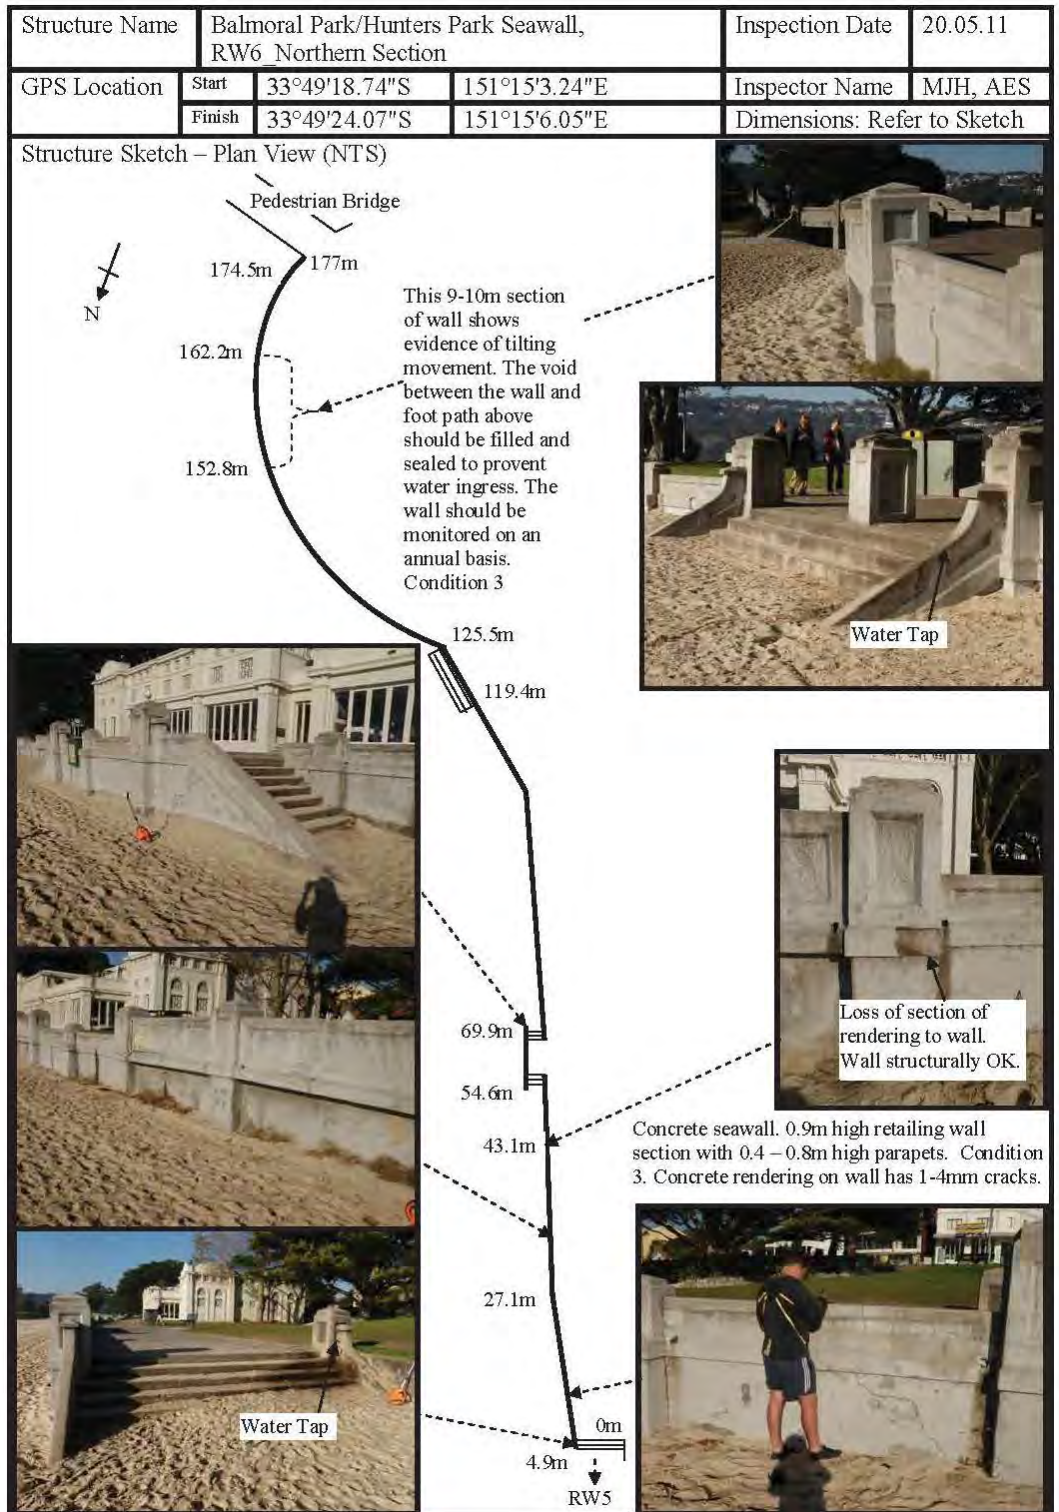 Structure Name Balmoral Park/Hunters Park Seawall,
RW6_Northern Section
Inspection Date 20.05.11
GPS Location Start 33°49'18.74"S 151°15'3.24"E Inspector Name MJH, AES
Finish 33°49'24.07"S 151°15'6.05"E Dimensions: Refer to Sketch
Structure Sketch – Plan View (NTS)
Pedestrian Bridge
174.5m 177m
N
This 9-10m section
of wall shows
evidence of tilting
movement. The void
between the wall and
foot path above
should be filled and
sealed to provent
water ingress. The
wall should be
monitored on an
annual basis.
Condition 3
162.2m
152.8m
Water Tap
125.5m
119.4m
Loss of section of
rendering to wall.
Wall structurally OK.
69.9m
54.6m
43.1m
Concrete seawall. 0.9m high retailing wall
section with 0.4 – 0.8m high parapets. Condition
3. Concrete rendering on wall has 1-4mm cracks.
27.1m
Water Tap
0m
4.9m
RW5